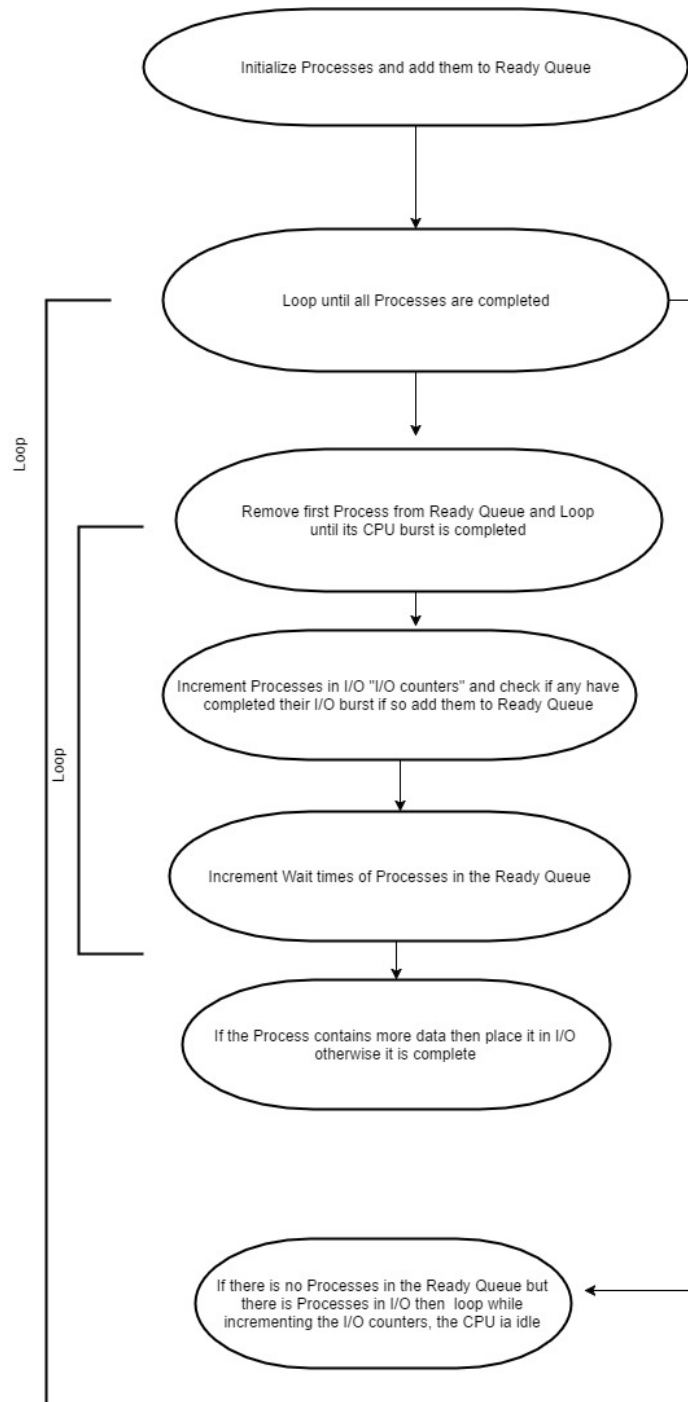 Initialize Processes and add them to Ready Queue
Loop until all Processes are completed
Loop
Remove first Process from Ready Queue and Loop
until its CPU burst is completed
Increment Processes in I/O "I/O counters" and check if any have
completed their I/O burst if so add them to Ready Queue
Loop
Increment Wait times of Processes in the Ready Queue
If the Process contains more data then place it in I/O
otherwise it is complete
If there is no Processes in the Ready Queue but
there is Processes in I/O then loop while
incrementing the I/O counters, the CPU ia idle